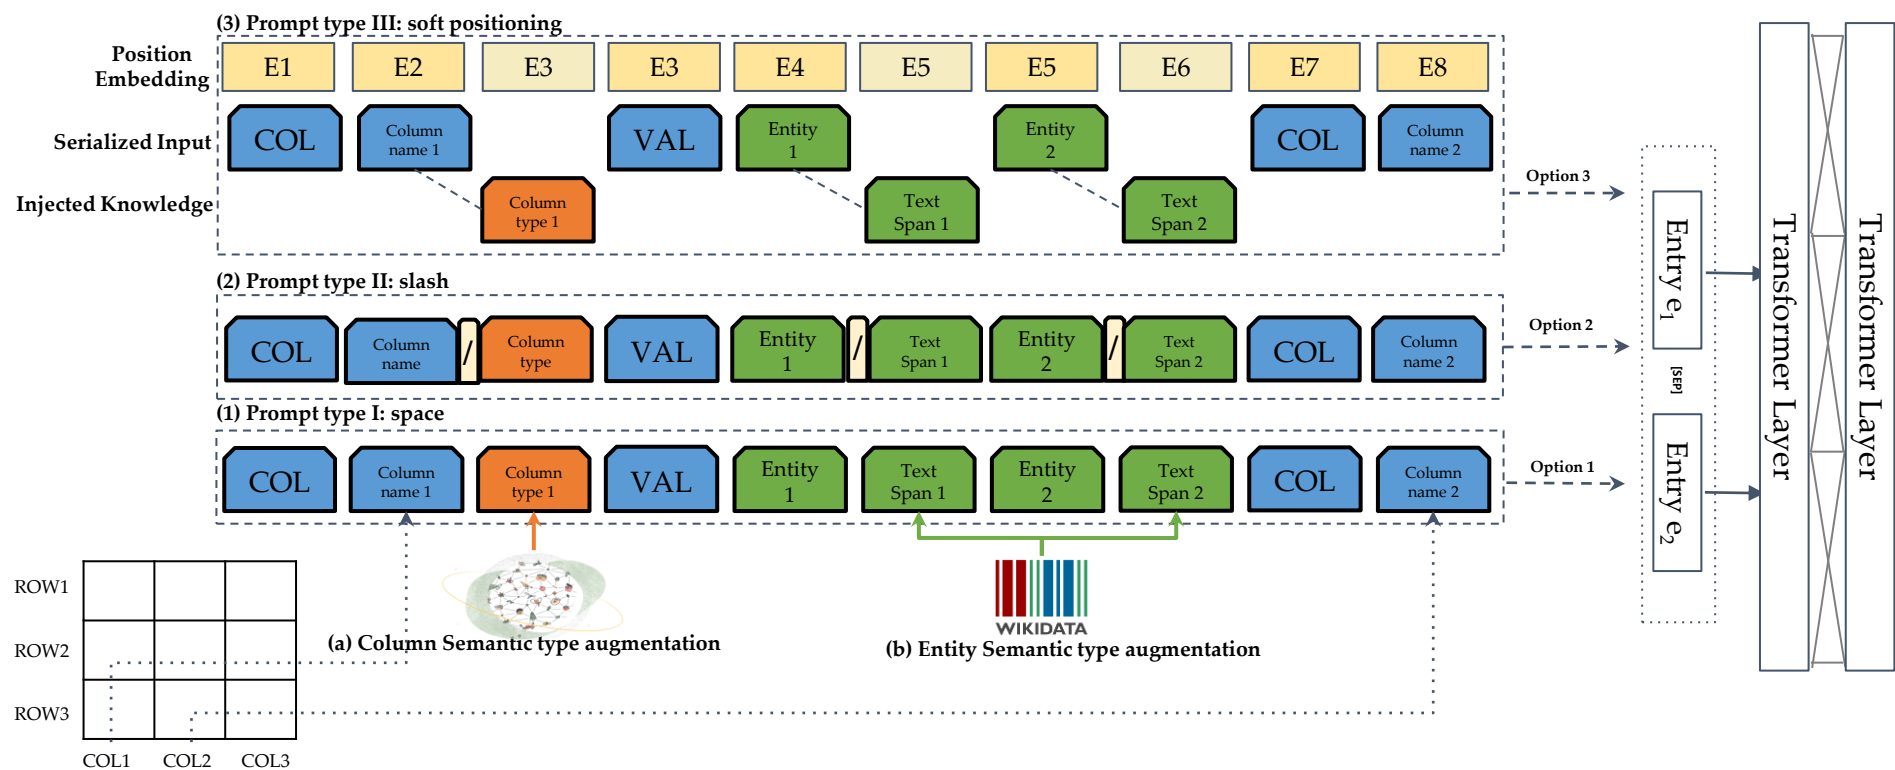 (3) Prompt type III: soft positioning
Position
Embedding
E1 E2 E3 E3 E4 E5 E5 E6 E7 E8
Serialized Input
COL
Column
name 1
VAL
Entity
1
Entity
2
COL
Column
name 2
Injected Knowledge
Column
type 1
Text
Span 1
Text
Span 2
Option 3
(2) Prompt type II: slash
COL
Column
name
/
Column
type
VAL
Entity
1
/
Text
Span 1
Entity
2
/
Text
Span 2
COL
Column
name 2
Option 2
(1) Prompt type I: space
COL
Column
name 1
Column
type 1
VAL
Entity
1
Text
Span 1
Entity
2
Text
Span 2
COL
Column
name 2
Option 1
Entry e1
[SEP]
Entry e2
Transformer Layer
Transformer Layer
ROW1
ROW2
ROW3
COL1 COL2 COL3
(a) Column Semantic type augmentation
WIKIDATA
(b) Entity Semantic type augmentation